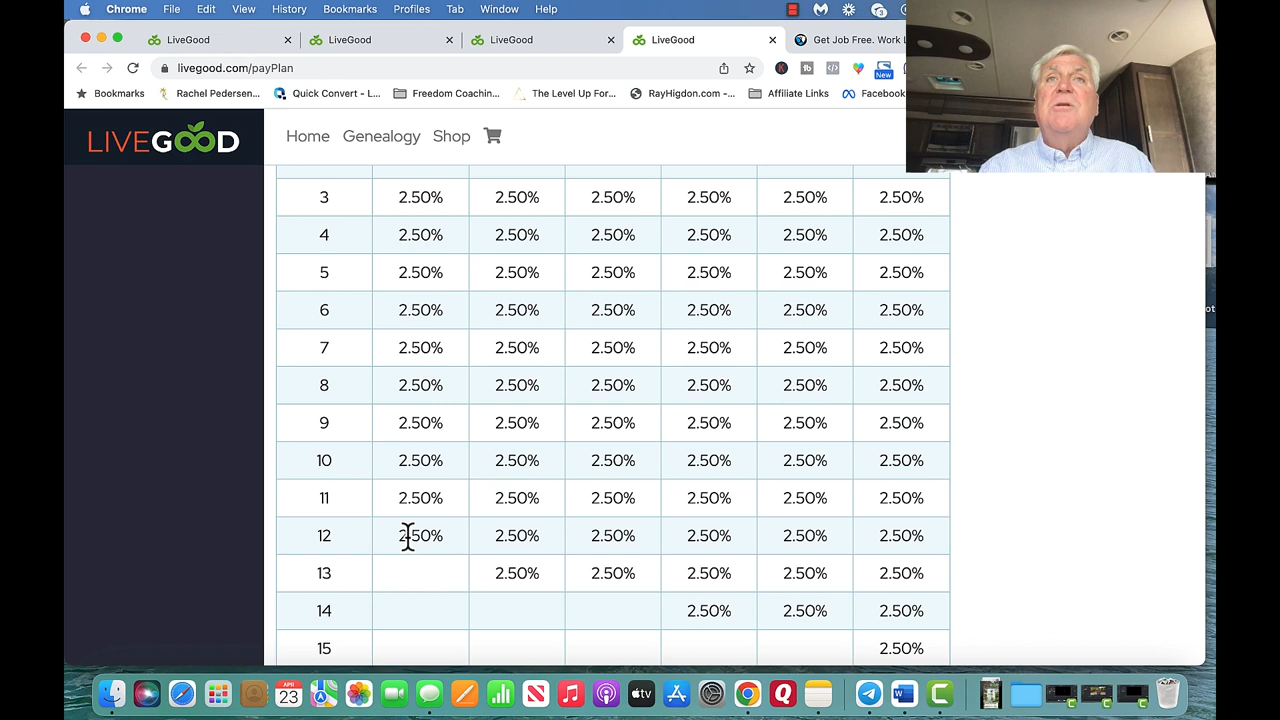 Chrome File Edit View History Bookmarks Profiles Tab Window Help
LiveGood LiveGood LiveGood LiveGood Get Job Free. Work L
livegood.com/payPlan
New
Bookmarks Rachel Pedersen... Quick Conversi Freedom Coachin... The Level Up For... RayHigdon.com -... Affiliate Links Facebook
LIVEGOOD Home Genealogy Shop
3 2.50% 2.50% 2.50% 2.50% 2.50% 2.50%
4 2.50% 2.50% 2.50% 2.50% 2.50% 2.50%
5 2.50% 2.50% 2.50% 2.50% 2.50% 2.50%
6 2.50% 2.50% 2.50% 2.50% 2.50% 2.50%
2.50% 2.50% 2.50% 2.50% 2.50% 2.50%
8 2.50% 2.50% 2.50% 2.50% 2.50% 2.50%
2.50% 2.50% 2.50% 2.50% 2.50% 2.50%
2.50% 2.50% 2.50% 2.50% 2.50% 2.50%
2.50% 2.50% 2.50% 2.50% 2.50% 2.50%
2.50% 2.50% 2.50% 2.50% 2.50% 2.50%
2.50% 2.50% 2.50% 2.50% 2.50%
2.50% 2.50% 2.50%
15 2.50%
APR
23
tv